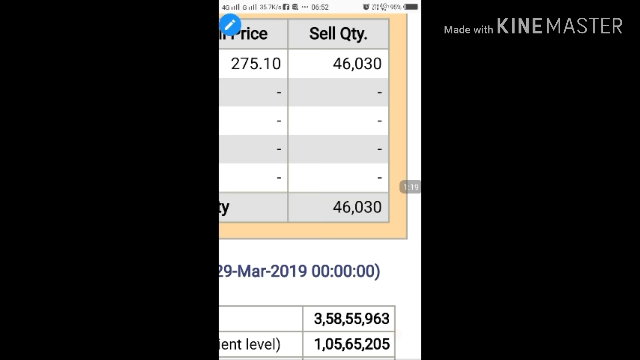 06:52
Made with KINEMASTER
Price Sell Qty.
275.10 46,030
- -
- -
- -
- -
1:19
ty 46,030
29-Mar-2019 00:00:00)
3,58,55,963
ient level) 1,05,65,205